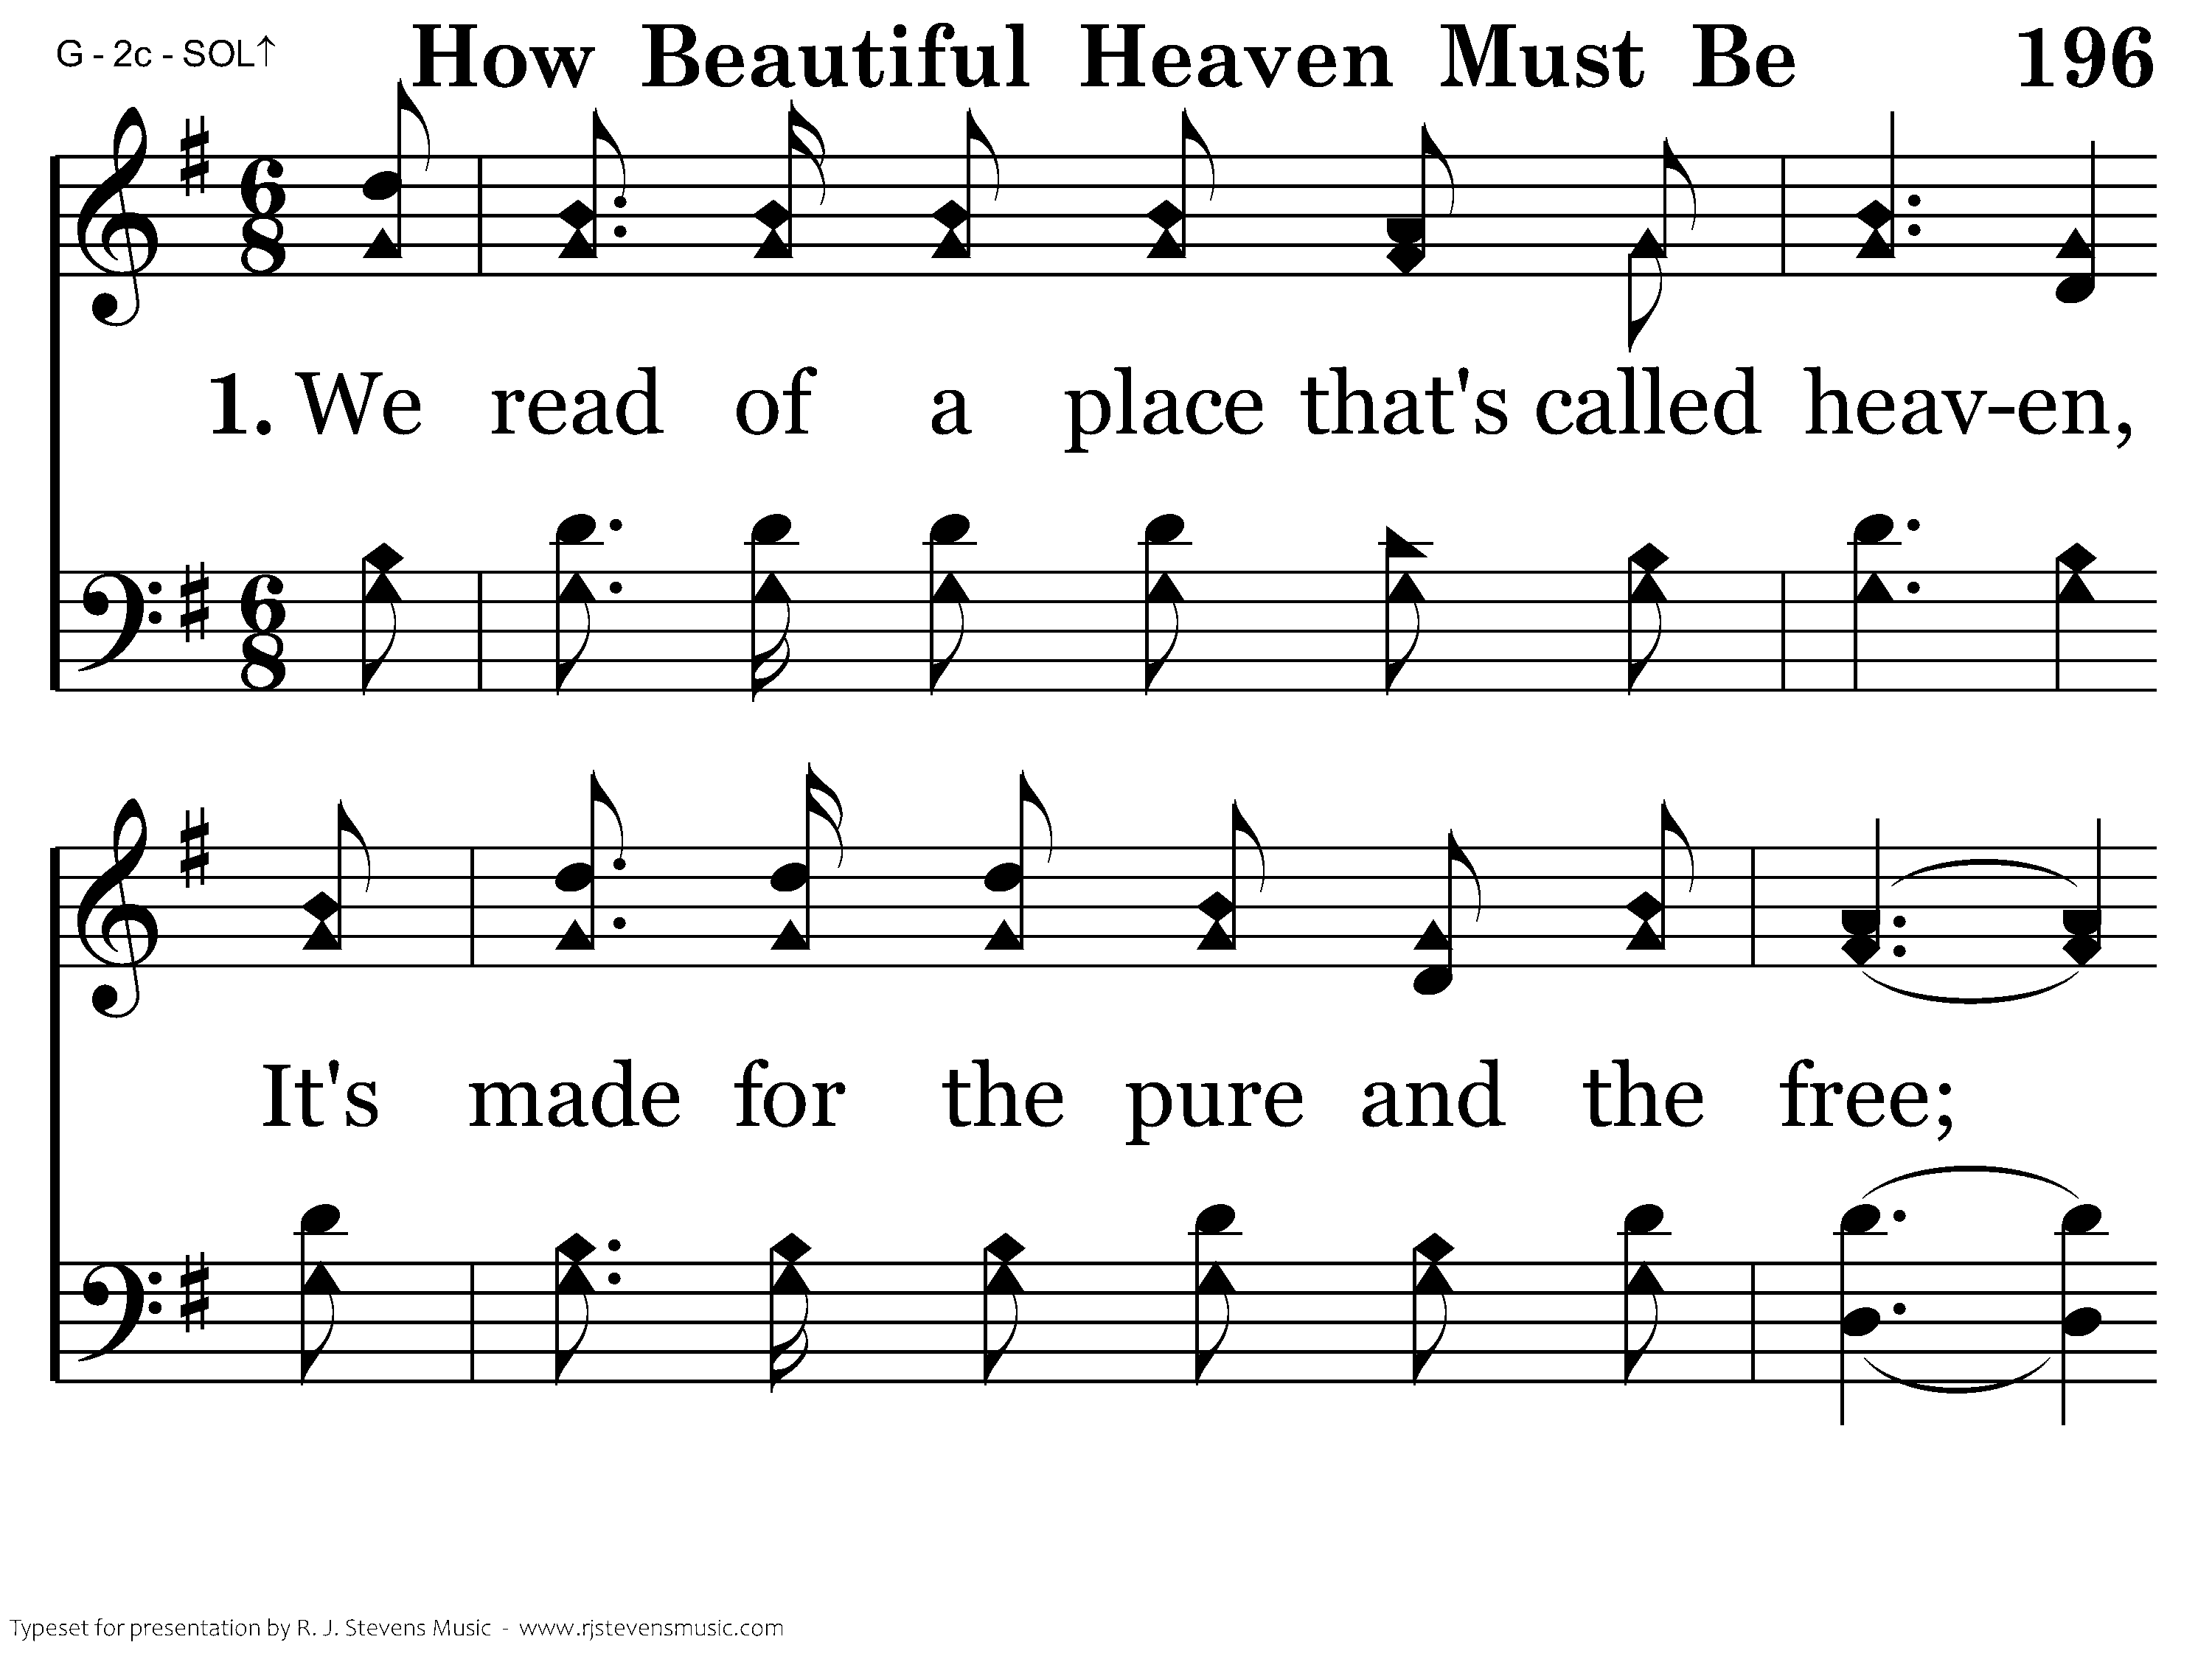 G - 2c - SOL↑ How Beautiful Heaven Must Be 196
1. We read of a place that's called heav-en,
It's made for the pure and the free;
Typeset for presentation by R. J. Stevens Music - www.rjstevensmusic.com